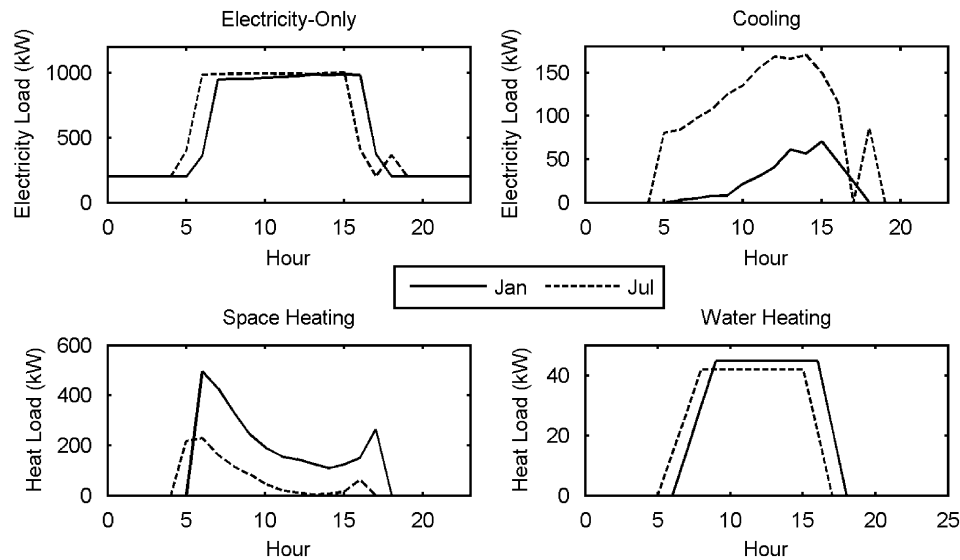 Electricity-Only
Electricity Load (kW)
1000
500
0
0 5 10 15 20
Hour
Cooling
Electricity Load (kW)
150
100
50
0
0 5 10 15 20
Hour
Jan Jul
Space Heating
Heat Load (kW)
600
400
200
0
0 5 10 15 20
Hour
Water Heating
Heat Load (kW)
40
20
0
0 5 10 15 20 25
Hour